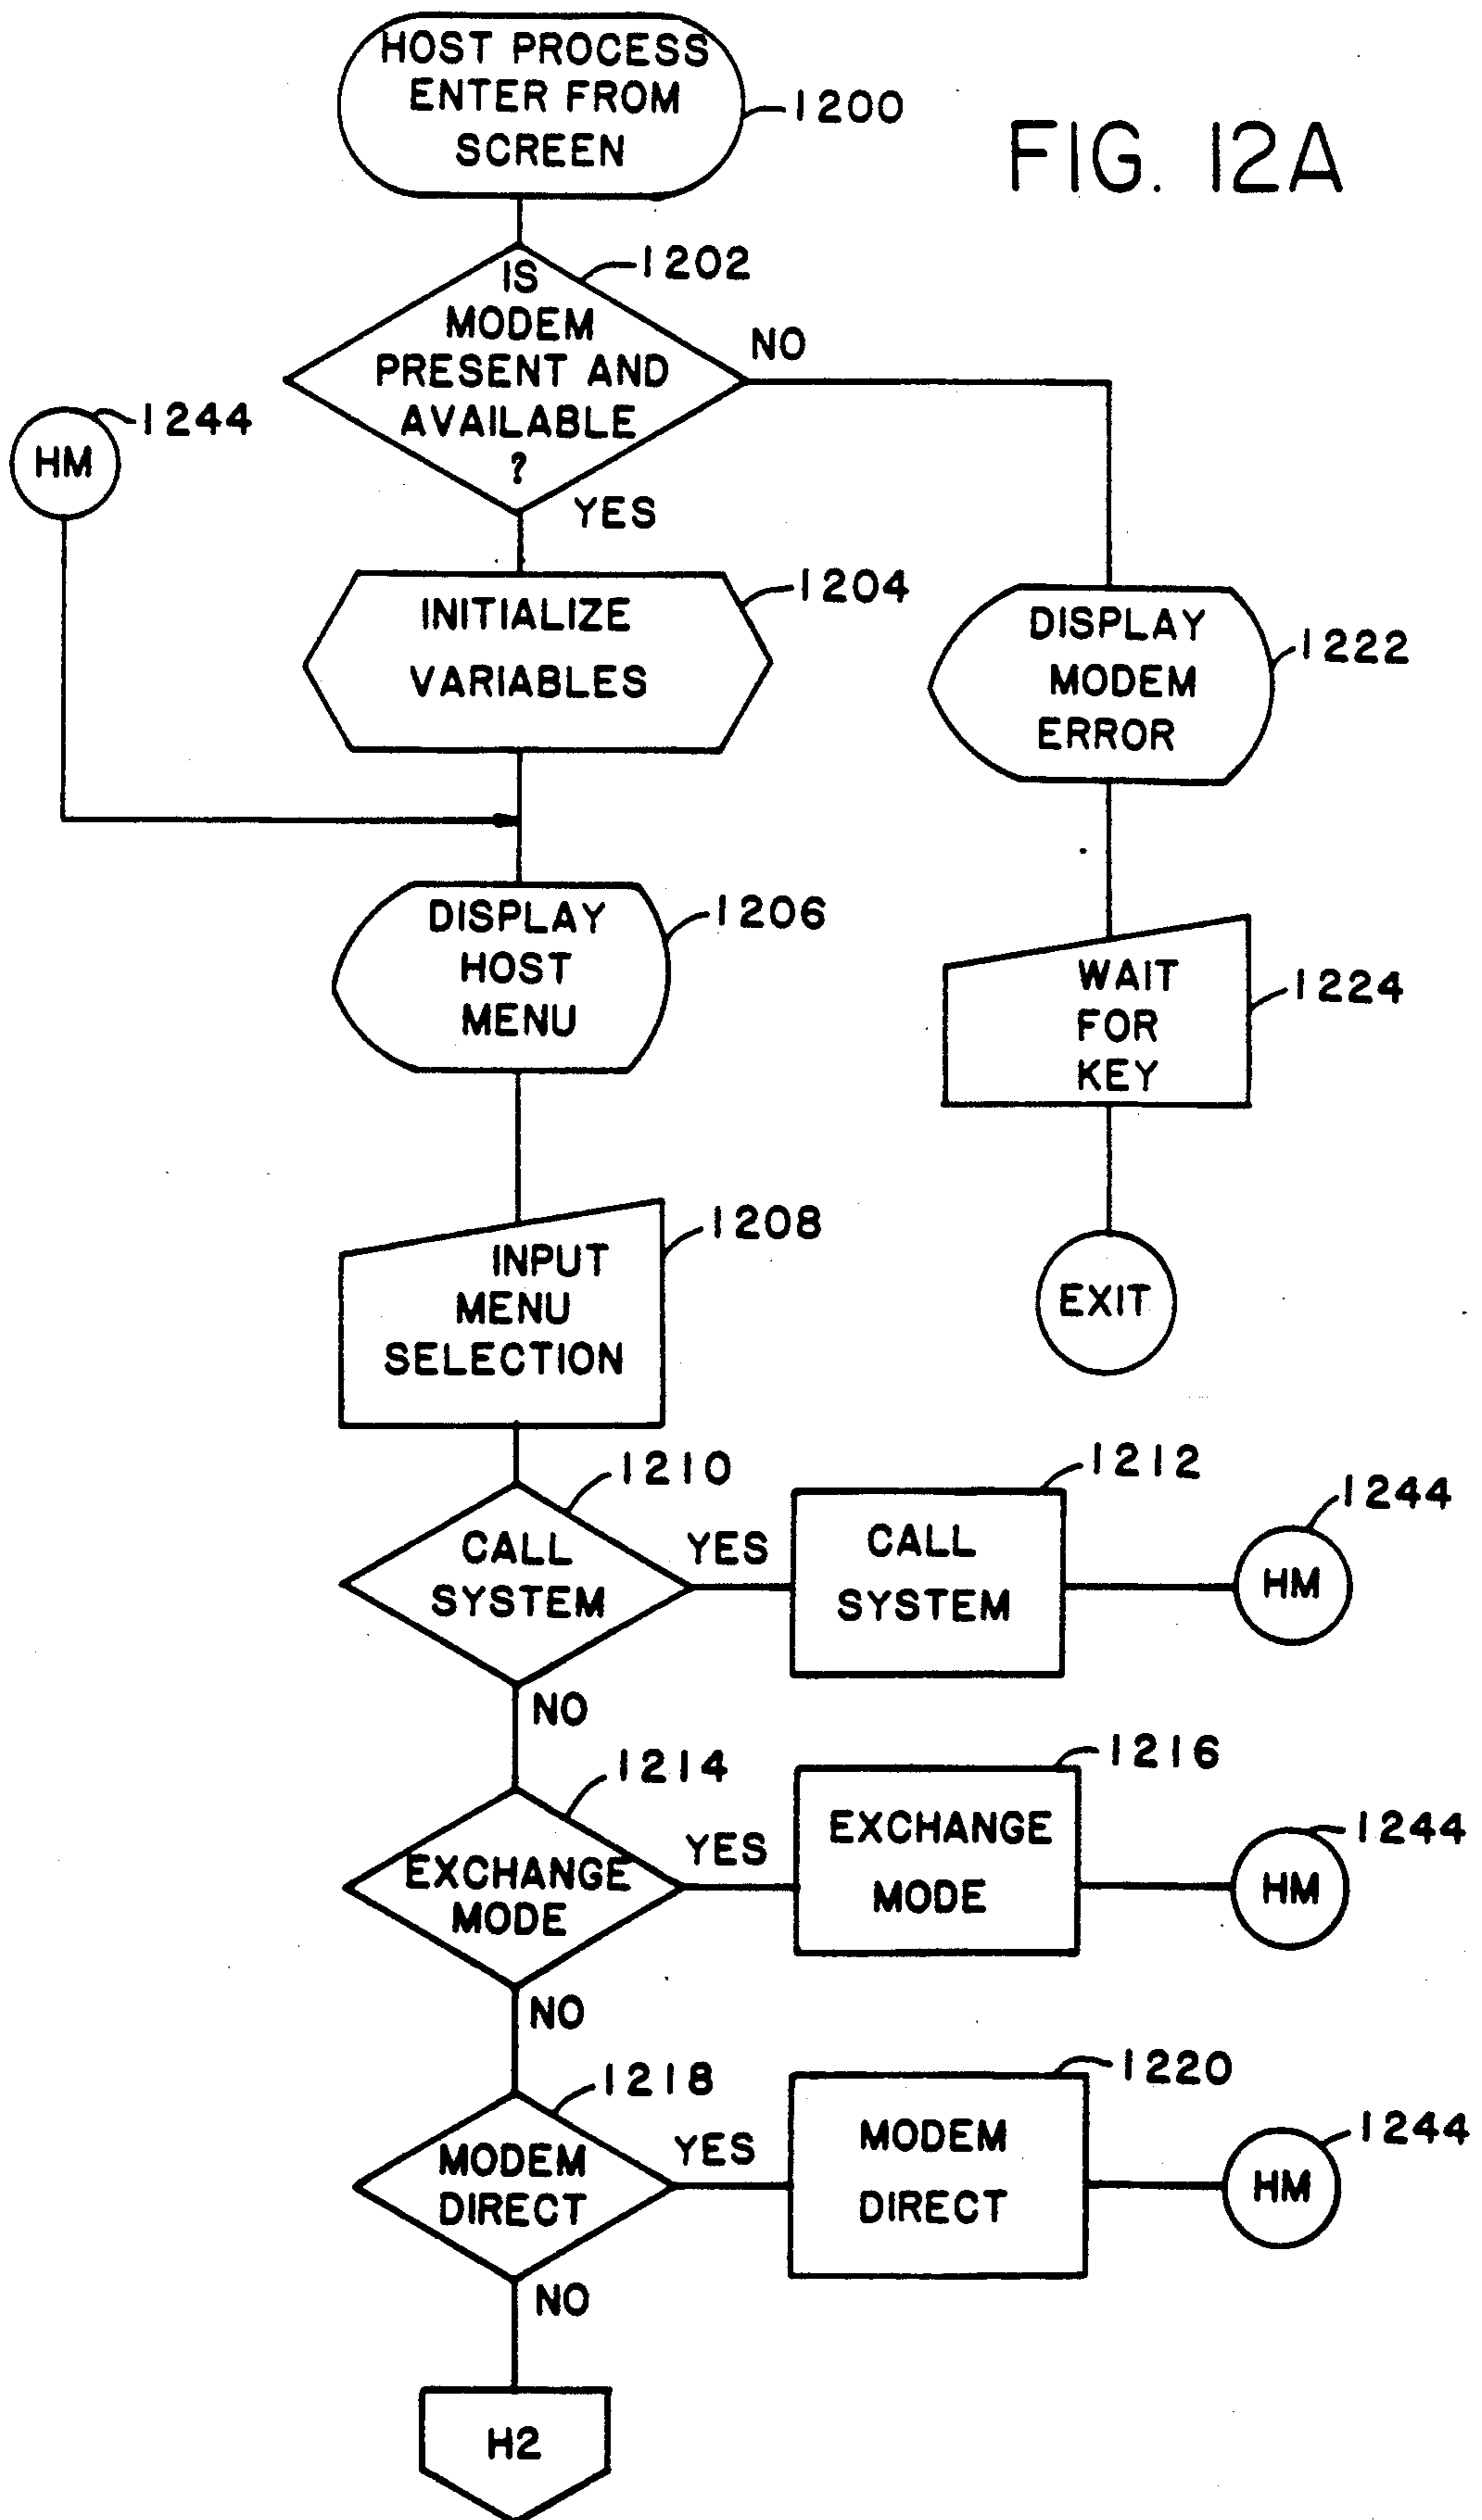 HOST PROCESS
ENTER FROM
SCREEN
1200
FIG. 12A
1202
IS
MODEM
PRESENT AND
AVAILABLE
?
NO
YES
1244
HM
INITIALIZE
VARIABLES
1204
DISPLAY
MODEM
ERROR
1222
DISPLAY
HOST
MENU
1206
WAIT
FOR
KEY
1224
INPUT
MENU
SELECTION
1208
EXIT
1210
CALL
SYSTEM
YES
1212
CALL
SYSTEM
1244
HM
NO
1214
EXCHANGE
MODE
YES
1216
EXCHANGE
MODE
1244
HM
NO
1218
MODEM
DIRECT
YES
1220
MODEM
DIRECT
1244
HM
NO
H2